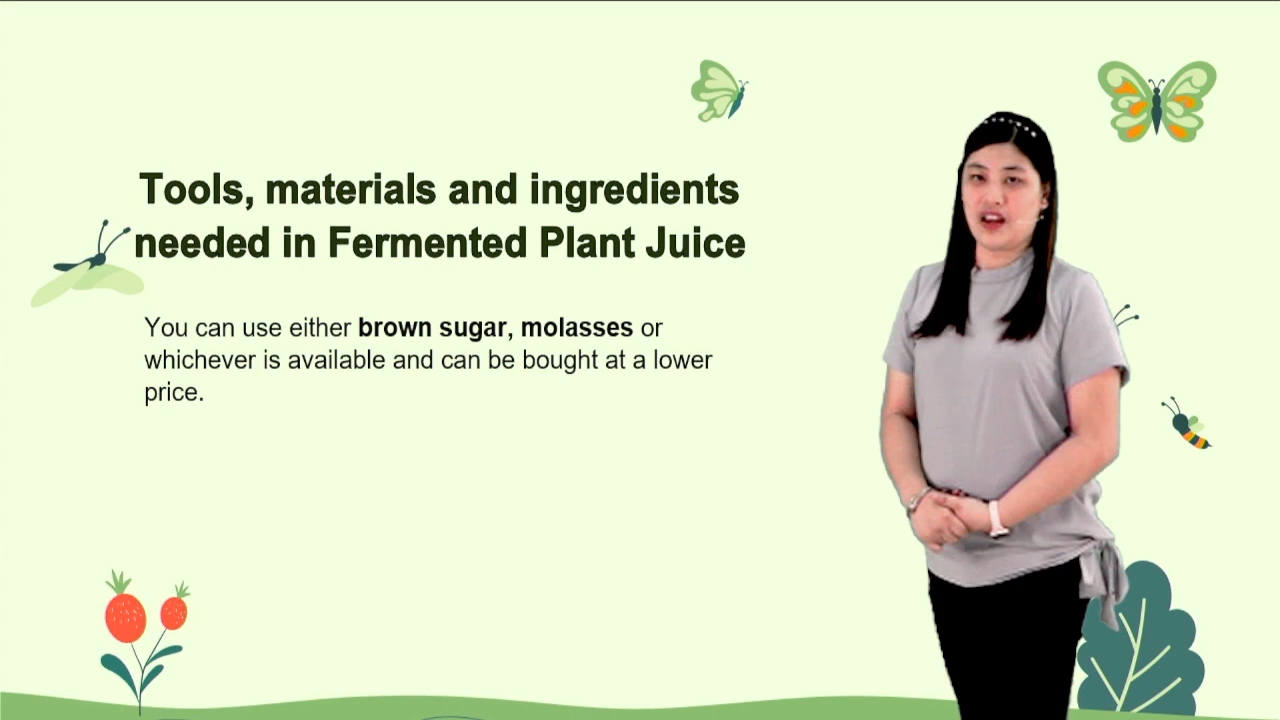 Tools, materials and ingredients
needed in Fermented Plant Juice
You can use either brown sugar, molasses or
whichever is available and can be bought at a lower
price.